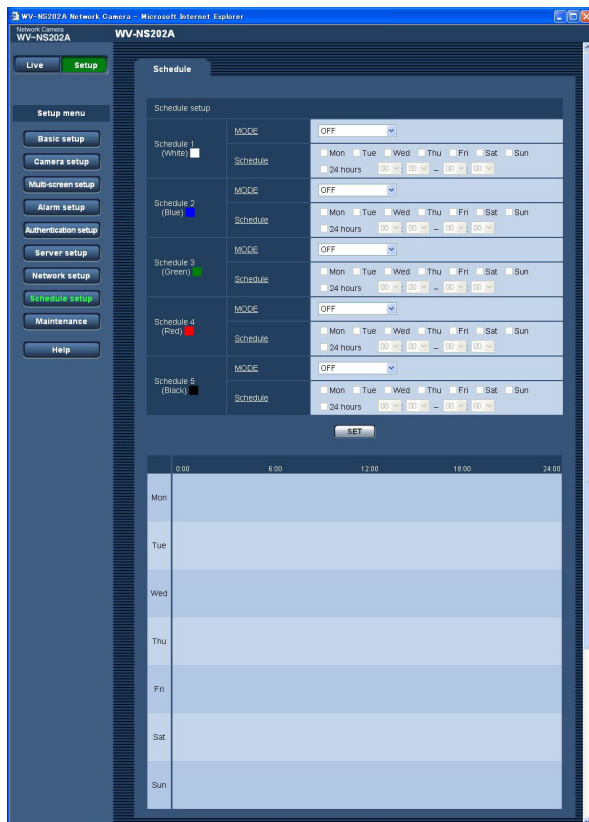 WV-NS202A Network Camera - Microsoft Internet Explorer
Network Camera
WV-NS202A
WV-NS202A
Live
Setup
Schedule
Setup menu
Basic setup
Camera setup
Multi-screen setup
Alarm setup
Authentication setup
Server setup
Network setup
Schedule setup
Maintenance
Help
Schedule setup
Schedule 1
(White)
MODE
OFF
Schedule
Mon Tue Wed Thu Fri Sat Sun
24 hours 00 : 00 – 00 : 00
Schedule 2
(Blue)
MODE
OFF
Schedule
Mon Tue Wed Thu Fri Sat Sun
24 hours 00 : 00 – 00 : 00
Schedule 3
(Green)
MODE
OFF
Schedule
Mon Tue Wed Thu Fri Sat Sun
24 hours 00 : 00 – 00 : 00
Schedule 4
(Red)
MODE
OFF
Schedule
Mon Tue Wed Thu Fri Sat Sun
24 hours 00 : 00 – 00 : 00
Schedule 5
(Black)
MODE
OFF
Schedule
Mon Tue Wed Thu Fri Sat Sun
24 hours 00 : 00 – 00 : 00
SET
0:00 6:00 12:00 18:00 24:00
Mon
Tue
Wed
Thu
Fri
Sat
Sun